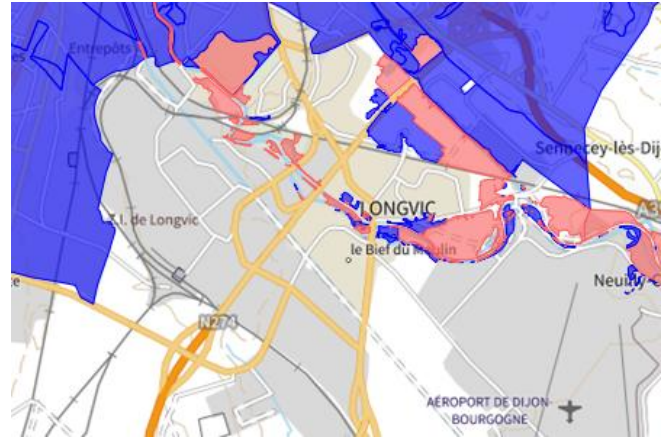 Entrepôts
Sennecey-lès-Dij
A3
LONGVIC
Z.I. de Longvic
le Bief du Moulin
Neuilly
N274
AÉROPORT DE DIJON-
BOURGOGNE